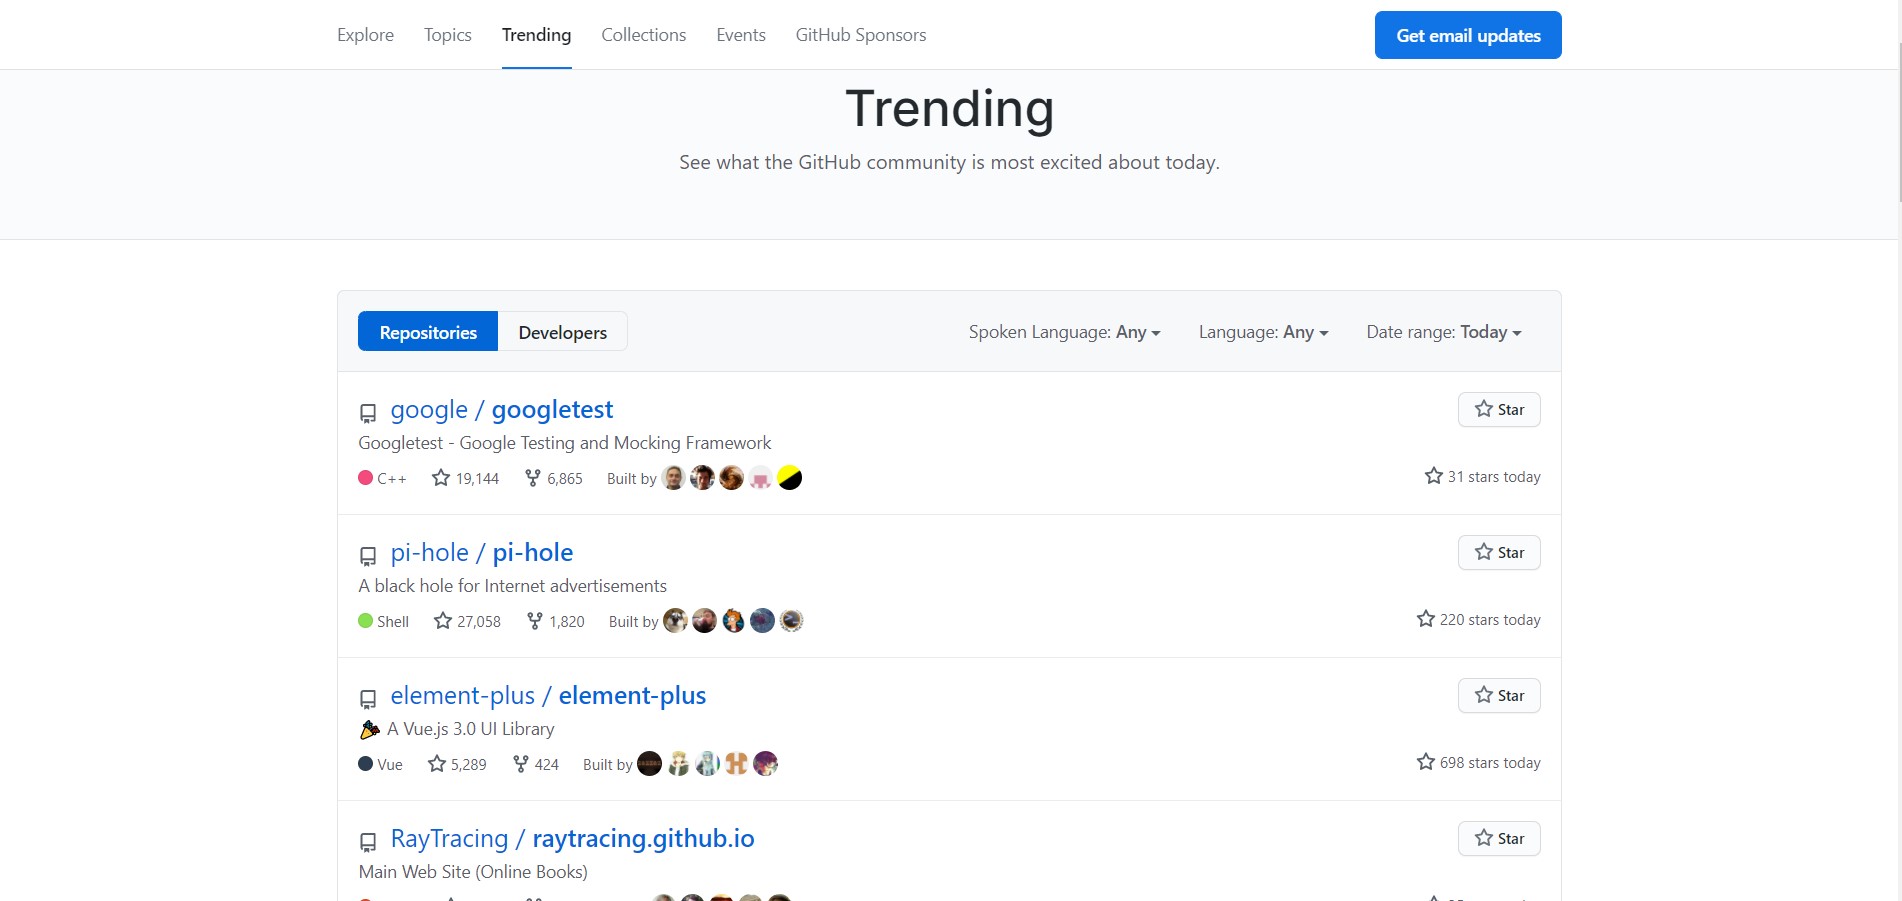 Explore Topics Trending Collections Events GitHub Sponsors Get email updates
Trending
See what the GitHub community is most excited about today.
Repositories Developers Spoken Language: Any Language: Any Date range: Today
google / googletest Star
Googletest - Google Testing and Mocking Framework
C++ 19,144 6,865 Built by 31 stars today
pi-hole / pi-hole Star
A black hole for Internet advertisements
Shell 27,058 1,820 Built by 220 stars today
element-plus / element-plus Star
A Vue.js 3.0 UI Library
Vue 5,289 424 Built by 698 stars today
RayTracing / raytracing.github.io Star
Main Web Site (Online Books)